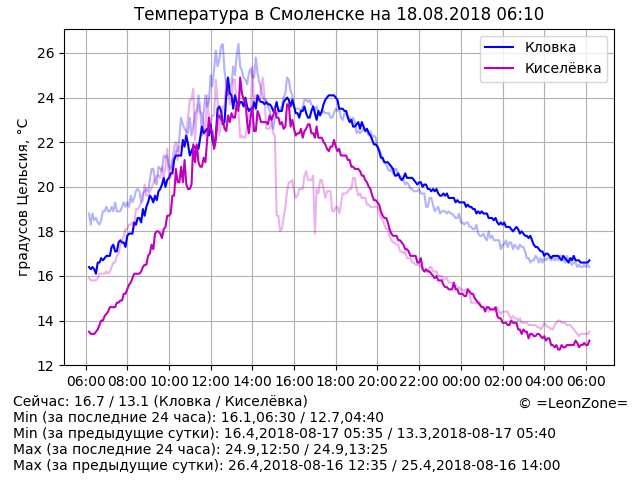 Температура в Смоленске на 18.08.2018 06:10
Кловка
Киселёвка
градусов Цельсия, °C
26
24
22
20
18
16
14
12
06:00 08:00 10:00 12:00 14:00 16:00 18:00 20:00 22:00 00:00 02:00 04:00 06:00
Сейчас: 16.7 / 13.1 (Кловка / Киселёвка)
© =LeonZone=
Min (за последние 24 часа): 16.1,06:30 / 12.7,04:40
Min (за предыдущие сутки): 16.4,2018-08-17 05:35 / 13.3,2018-08-17 05:40
Max (за последние 24 часа): 24.9,12:50 / 24.9,13:25
Max (за предыдущие сутки): 26.4,2018-08-16 12:35 / 25.4,2018-08-16 14:00